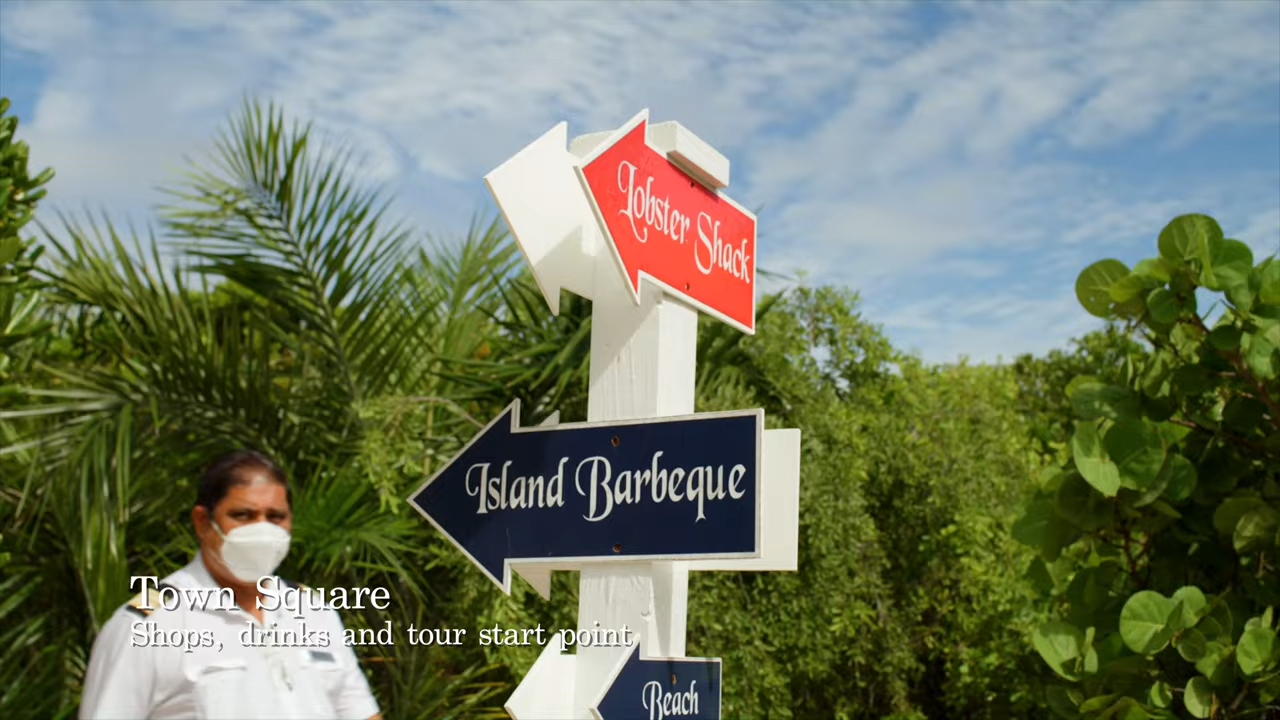 Lobster Shack
Island Barbeque
Town Square
Shops, drinks and tour start point
Beach